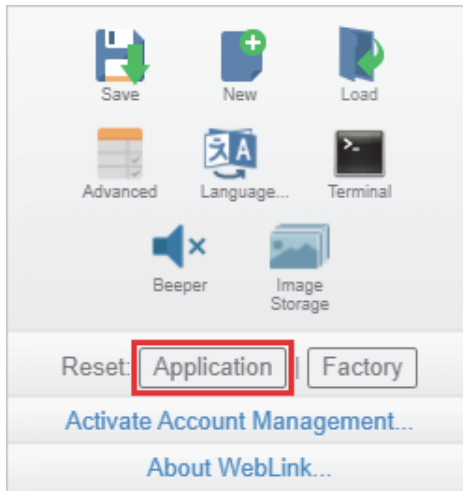 Save New Load
Advanced Language... Terminal
>_
Beeper Image
Storage
Reset: Application | Factory
Activate Account Management...
About WebLink...